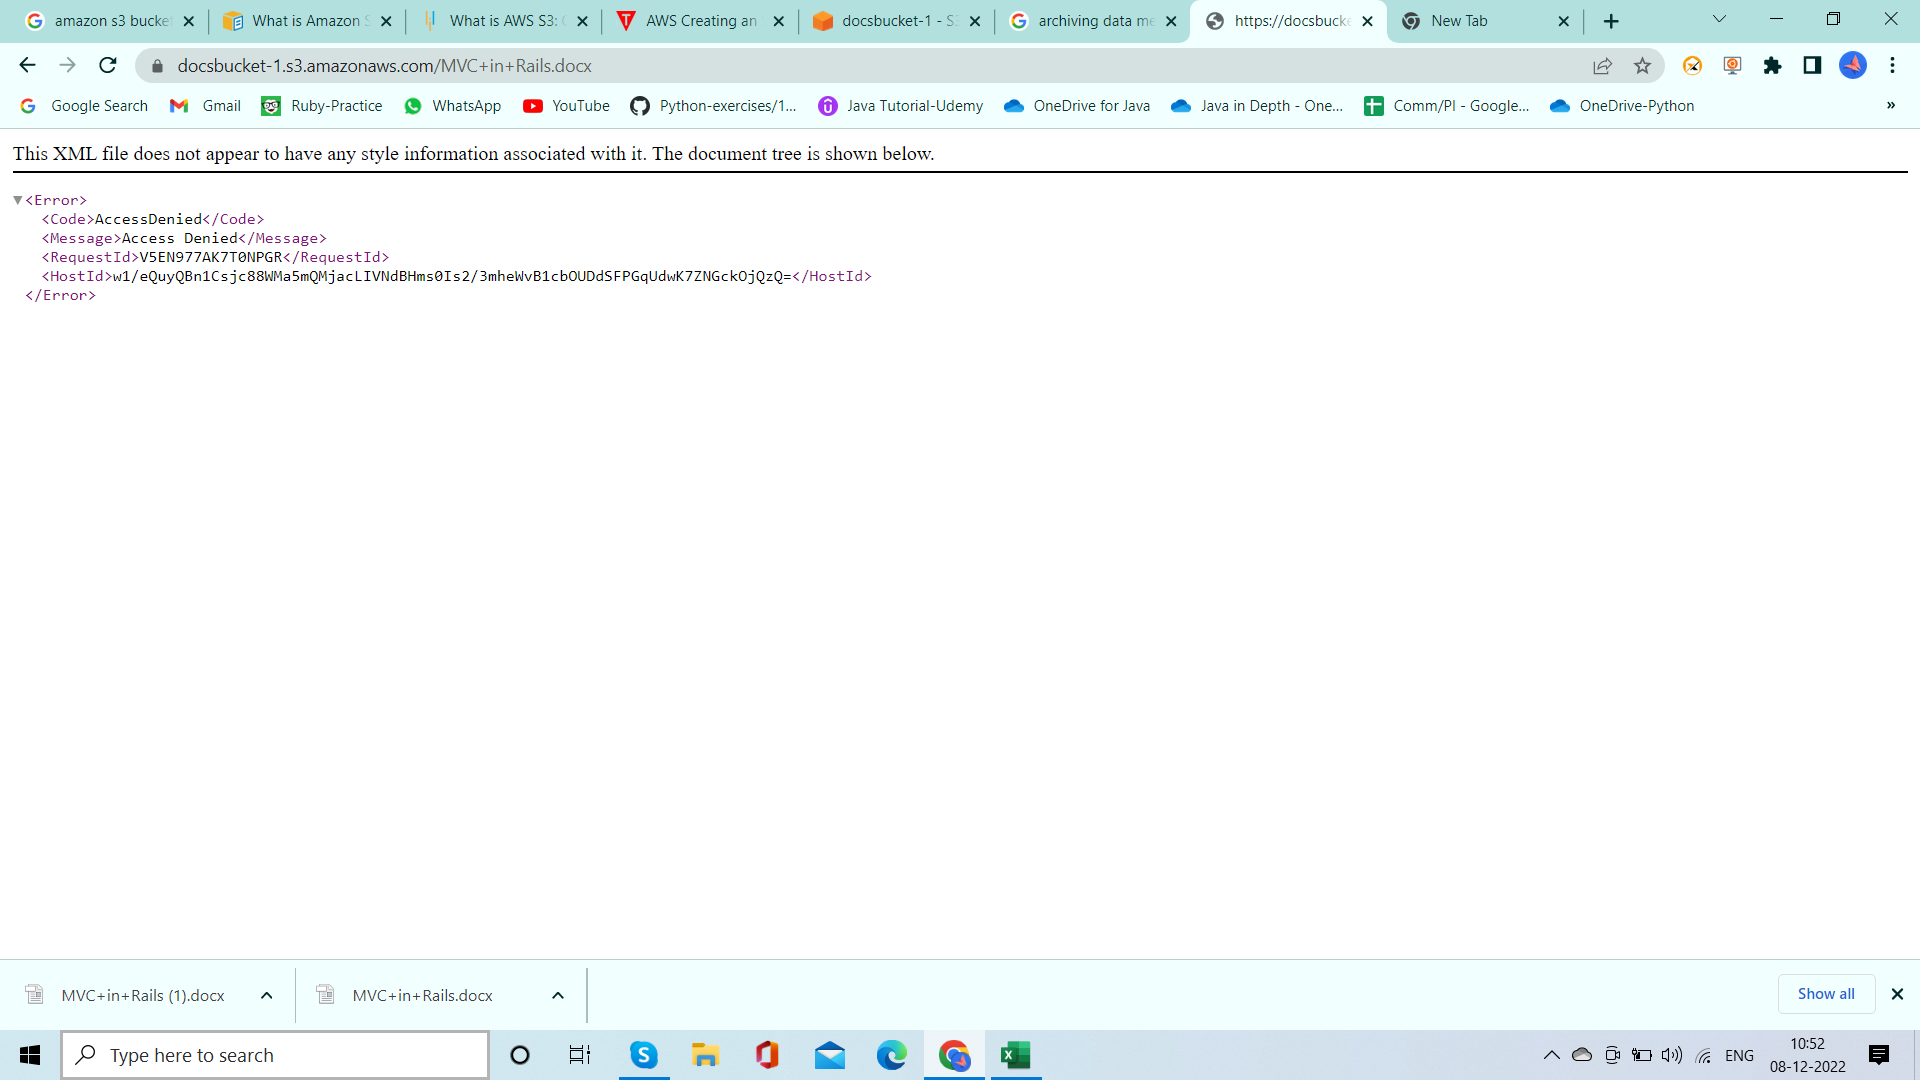 amazon s3 bucket
What is Amazon S
What is AWS S3:
AWS Creating an
docsbucket-1 - S3
archiving data me
https://docsbucke
New Tab
docsbucket-1.s3.amazonaws.com/MVC+in+Rails.docx
Google Search
Gmail
Ruby-Practice
WhatsApp
YouTube
Python-exercises/1...
Java Tutorial-Udemy
OneDrive for Java
Java in Depth - One...
Comm/PI - Google...
OneDrive-Python
»
This XML file does not appear to have any style information associated with it. The document tree is shown below.
<Error>
<Code>AccessDenied</Code>
<Message>Access Denied</Message>
<RequestId>V5EN977AK7T0NPGR</RequestId>
<HostId>w1/eQuyQBn1Csjc88WMa5mQMjacLIVNdBHms0Is2/3mheWvB1cbOUDdSFPGqUdwK7ZNGckOjQzQ=</HostId>
</Error>
MVC+in+Rails (1).docx
MVC+in+Rails.docx
Show all
Type here to search
ENG
10:52
08-12-2022